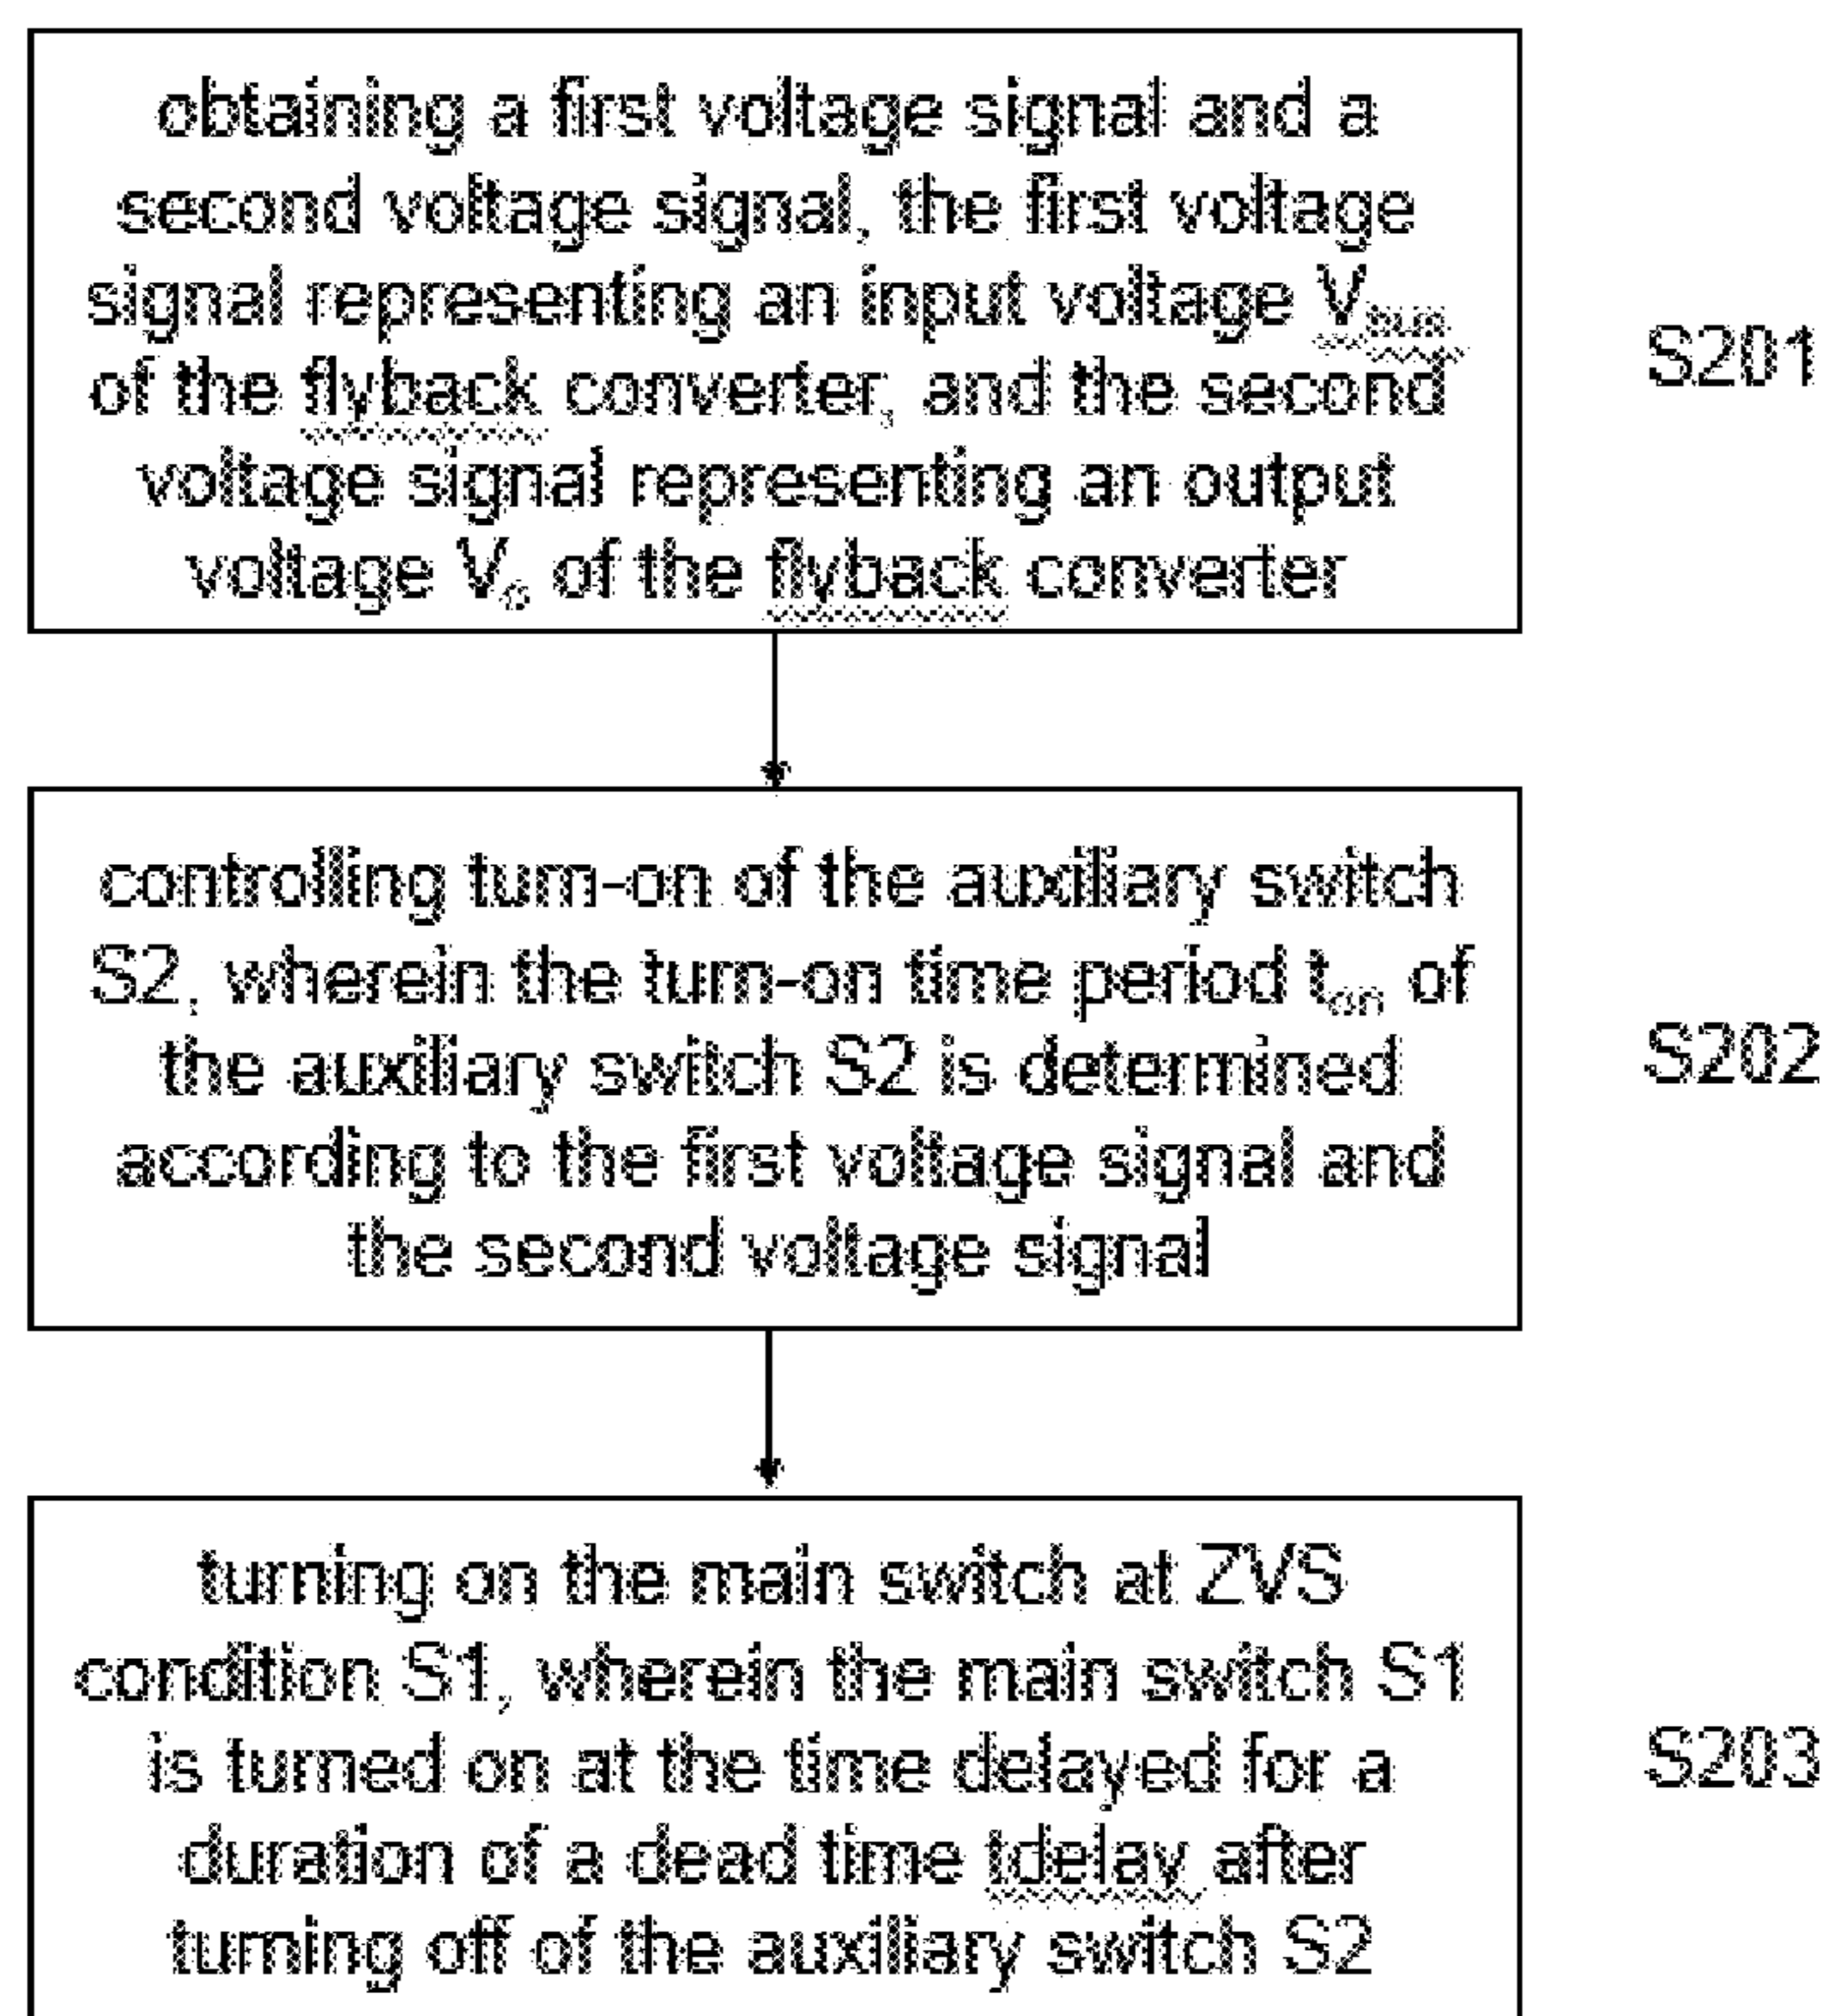 obtaining a first voltage signal and a
second voltage signal, the first voltage
signal representing an input voltage Vbus
of the flyback converter, and the second
voltage signal representing an output
voltage Vo of the flyback converter
S201
controlling turn-on of the auxiliary switch
S2, wherein the turn-on time period ton of
the auxiliary switch S2 is determined
according to the first voltage signal and
the second voltage signal
S202
turning on the main switch at ZVS
condition S1, wherein the main switch S1
is turned on at the time delayed for a
duration of a dead time tdelay after
turning off of the auxiliary switch S2
S203